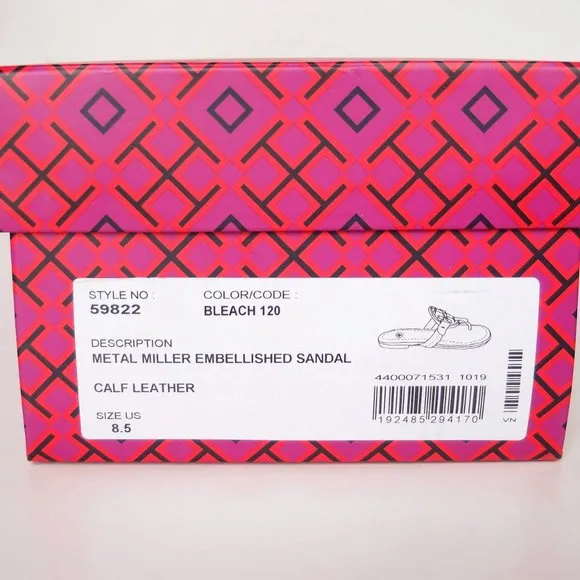 STYLE NO : COLOR/CODE :
59822 BLEACH 120
DESCRIPTION
METAL MILLER EMBELLISHED SANDAL
CALF LEATHER
4400071531 1019
SIZE US
8.5
192485 294170
VN